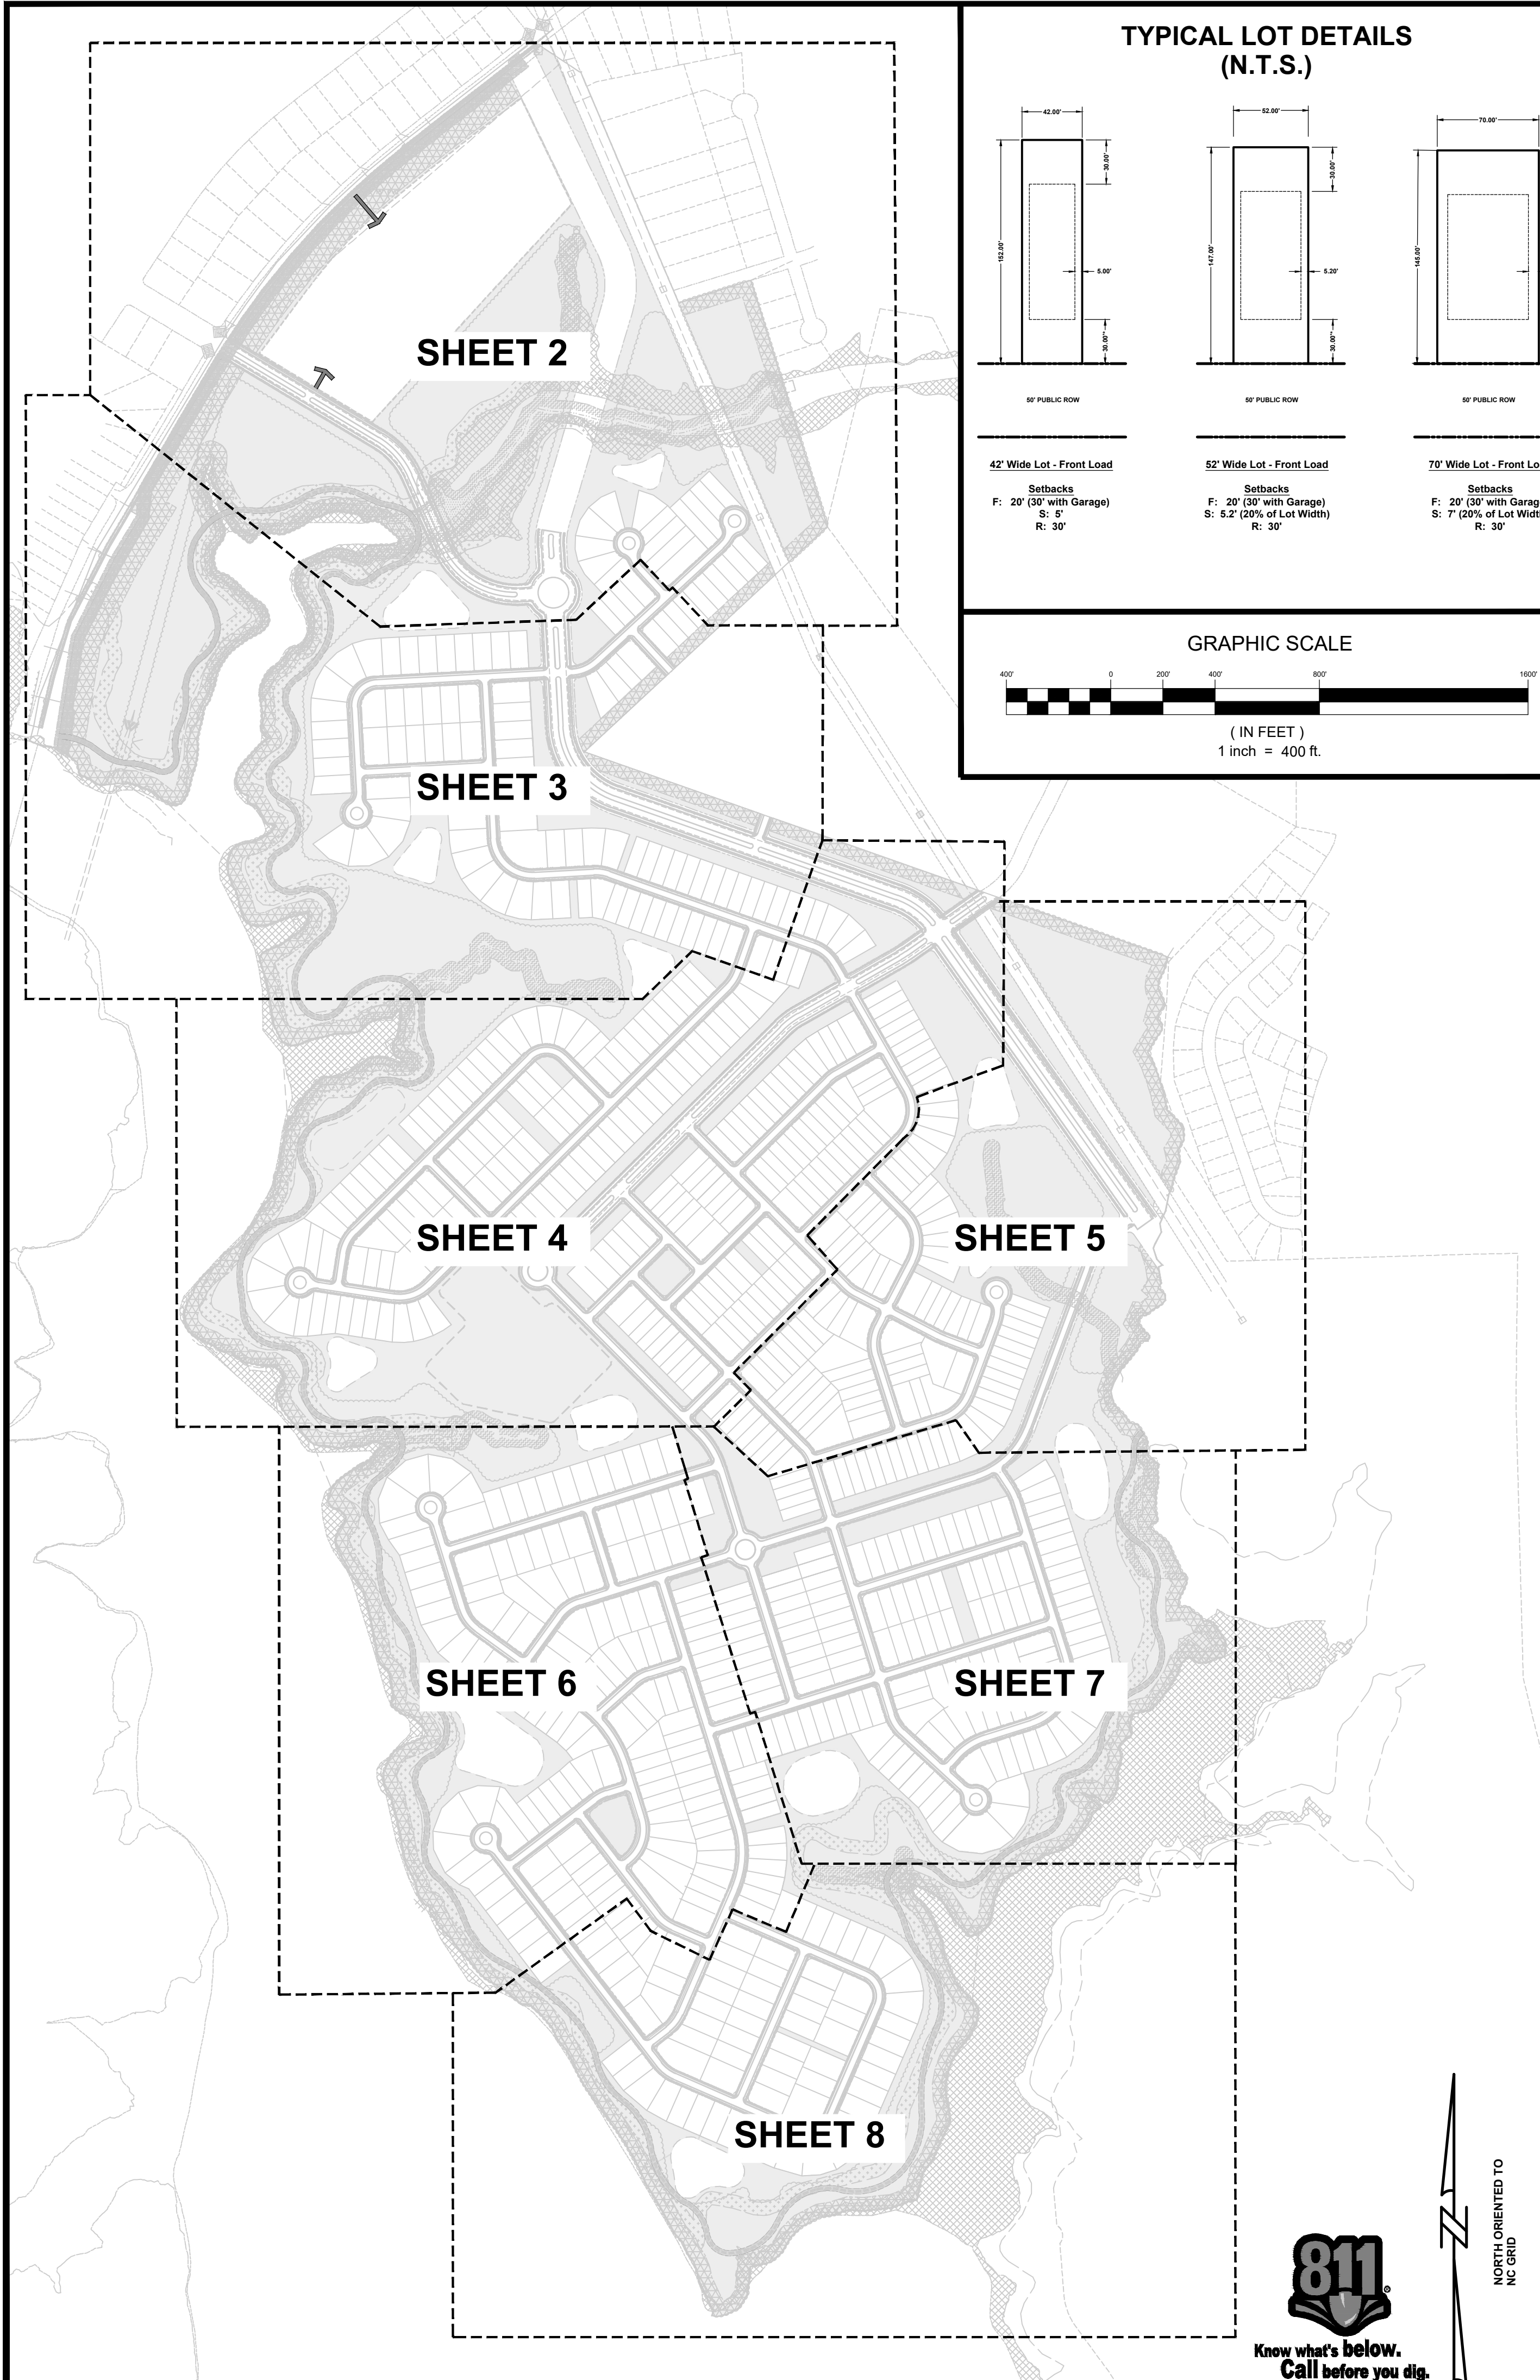 TYPICAL LOT DETAILS
(N.T.S.)
42.00'
52.00'
70.00'
30.00'
30.00'
152.00'
147.00'
145.00'
5.00'
5.20'
30.00"
30.00"
50' PUBLIC ROW
50' PUBLIC ROW
50' PUBLIC ROW
42' Wide Lot - Front Load
Setbacks
F: 20' (30' with Garage)
S: 5'
R: 30'
52' Wide Lot - Front Load
Setbacks
F: 20' (30' with Garage)
S: 5.2' (20% of Lot Width)
R: 30'
70' Wide Lot - Front Lo
Setbacks
F: 20' (30' with Garag
S: 7' (20% of Lot Widt
R: 30'
GRAPHIC SCALE
400' 0 200' 400' 800' 1600'
( IN FEET )
1 inch = 400 ft.
SHEET 2
SHEET 3
SHEET 4
SHEET 5
SHEET 6
SHEET 7
SHEET 8
NORTH ORIENTED TO
NC GRID
811
Know what's below.
Call before you dig.